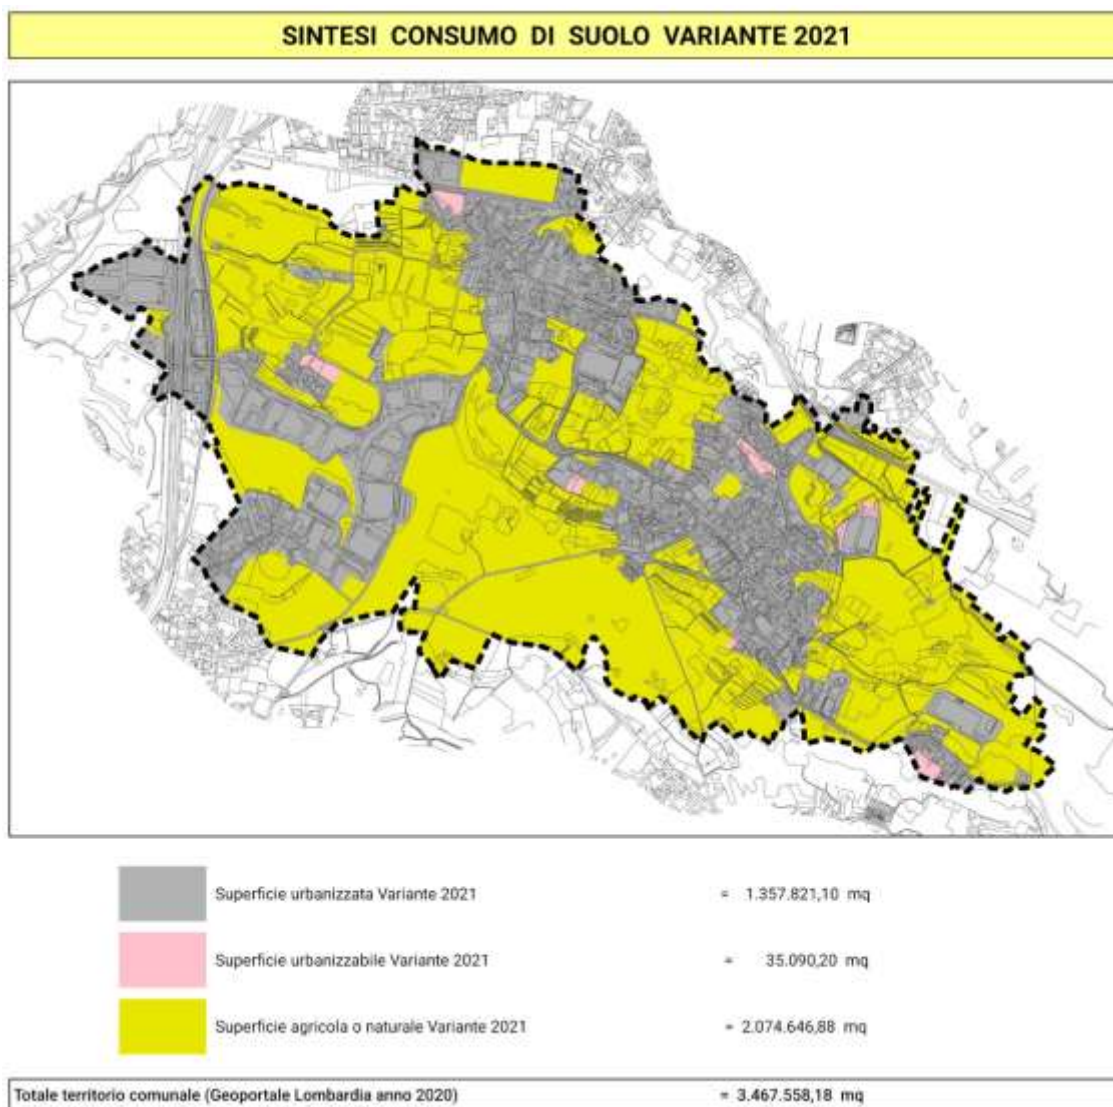 SINTESI CONSUMO DI SUOLO VARIANTE 2021
Superficie urbanizzata Variante 2021 = 1.357.821,10 mq
Superficie urbanizzabile Variante 2021 = 35.090,20 mq
Superficie agricola o naturale Variante 2021 = 2.074.646,88 mq
Totale territorio comunale (Geoportale Lombardia anno 2020) = 3.467.558,18 mq